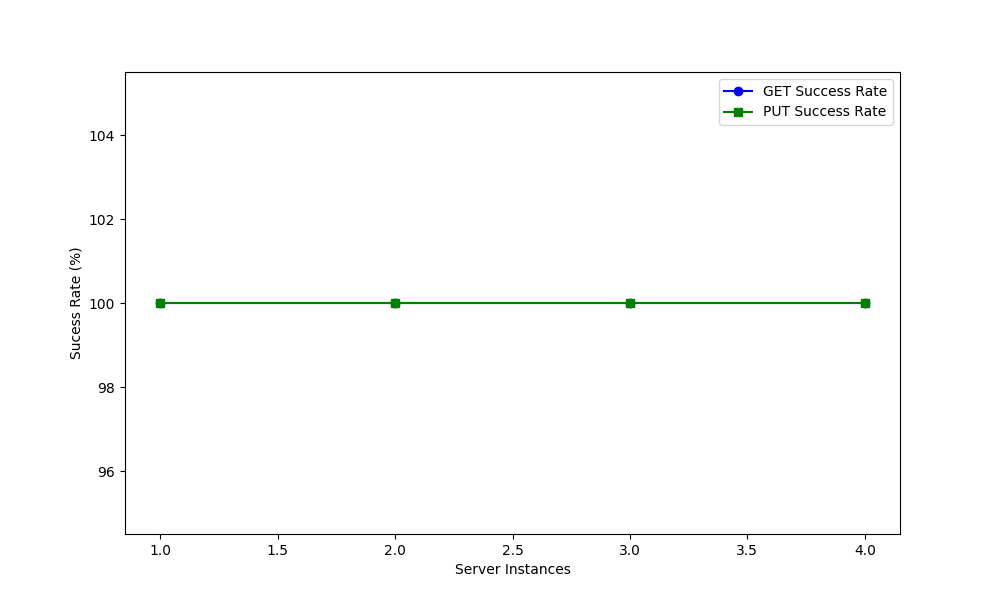 GET Success Rate
PUT Success Rate
104
102
100
98
96
Sucess Rate (%)
1.0 1.5 2.0 2.5 3.0 3.5 4.0
Server Instances